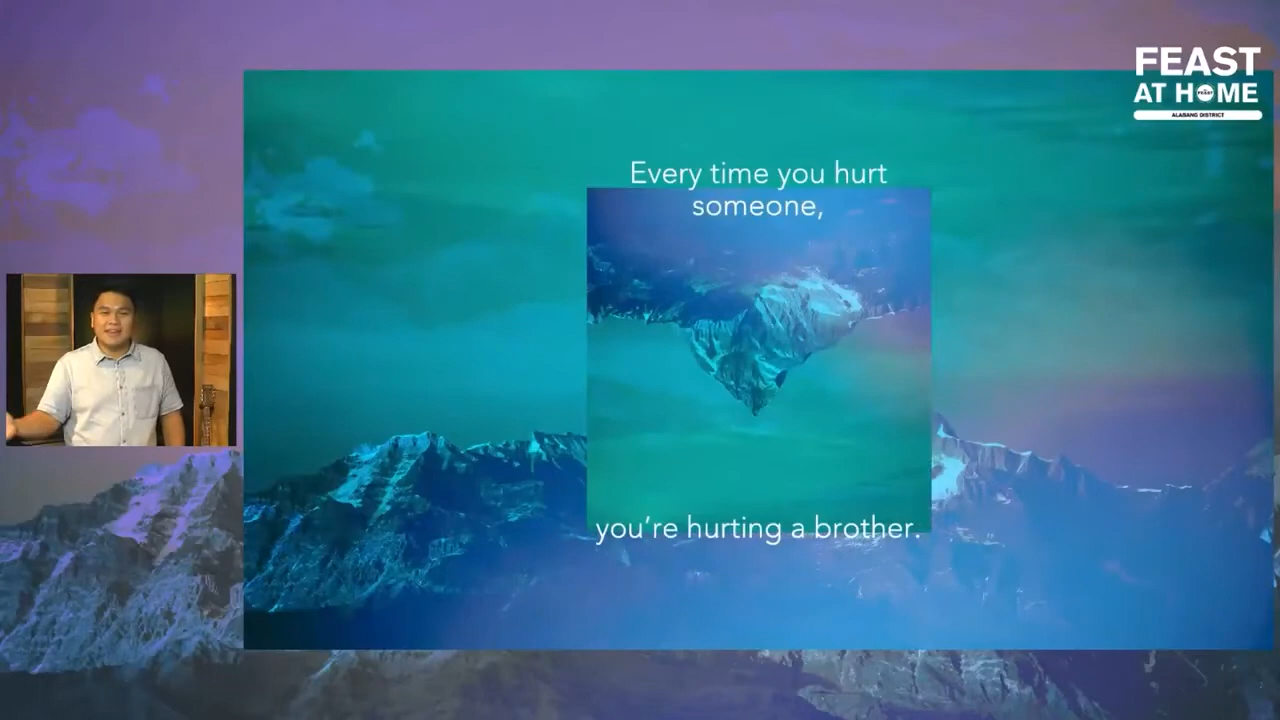 FEAST
AT HOME
ALABANG DISTRICT
Every time you hurt
someone,
you're hurting a brother.